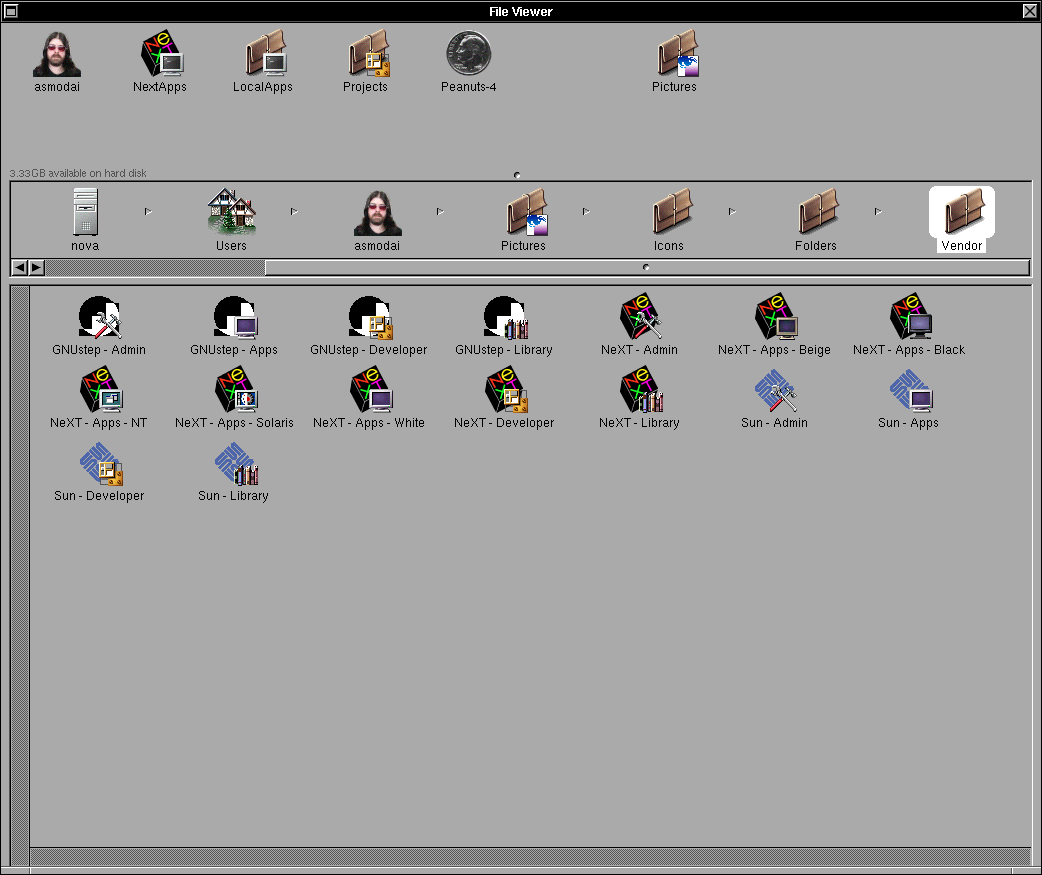 File Viewer
asmodai NextApps LocalApps Projects Peanuts-4 Pictures
3.33GB available on hard disk
nova Users asmodai Pictures Icons Folders Vendor
GNUstep - Admin GNUstep - Apps GNUstep - Developer GNUstep - Library NeXT - Admin NeXT - Apps - Beige NeXT - Apps - Black
NeXT - Apps - NT NeXT - Apps - Solaris NeXT - Apps - White NeXT - Developer NeXT - Library Sun - Admin Sun - Apps
Sun - Developer Sun - Library